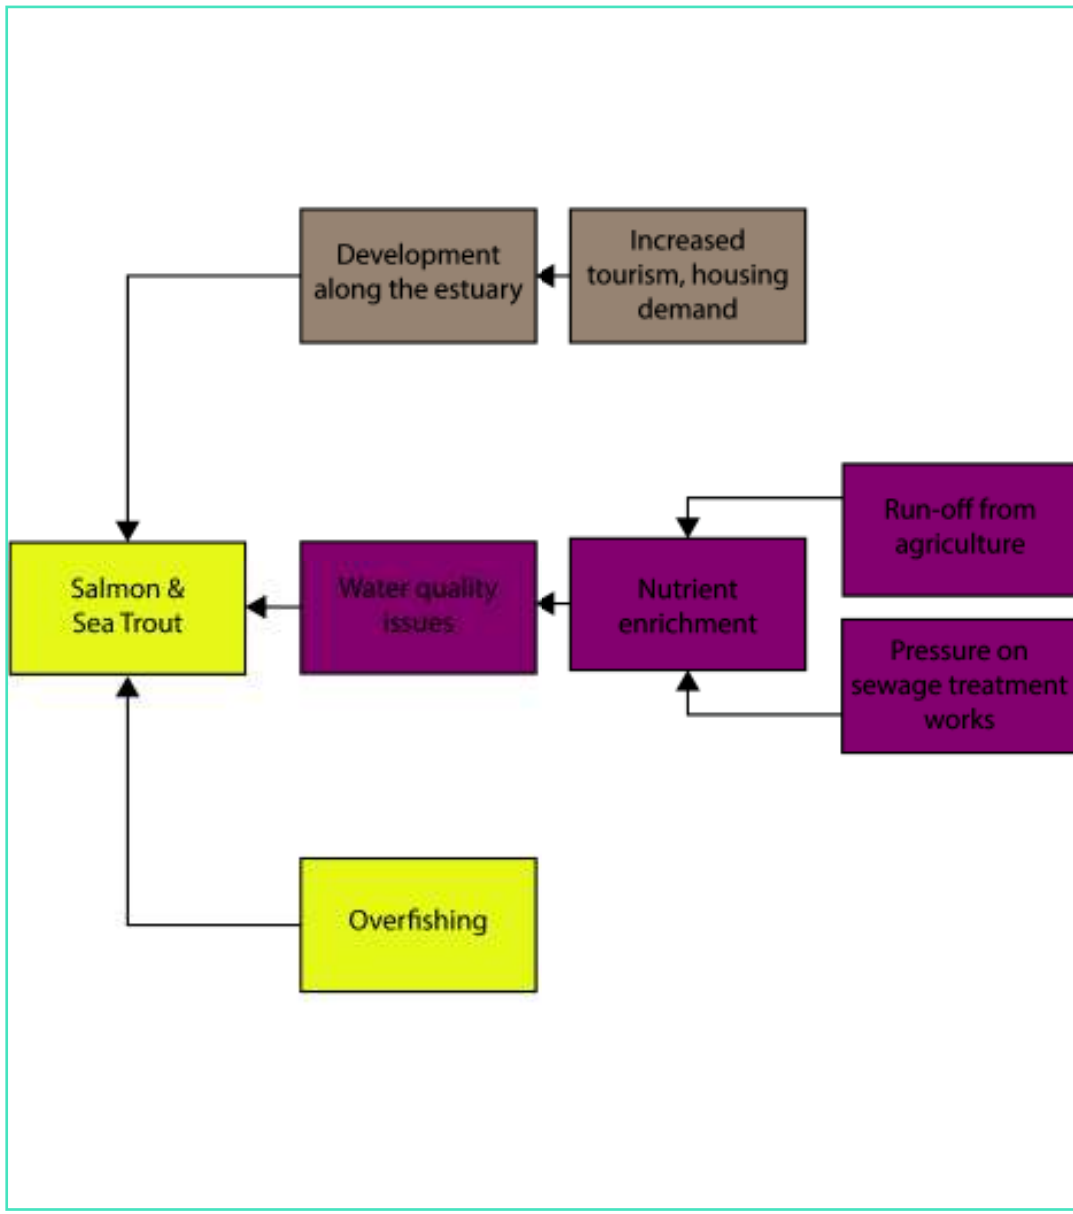 Development
along the estuary
Increased
tourism, housing
demand
Run-off from
agriculture
Salmon &
Sea Trout
Water quality
issues
Nutrient
enrichment
Pressure on
sewage treatment
works
Overfishing